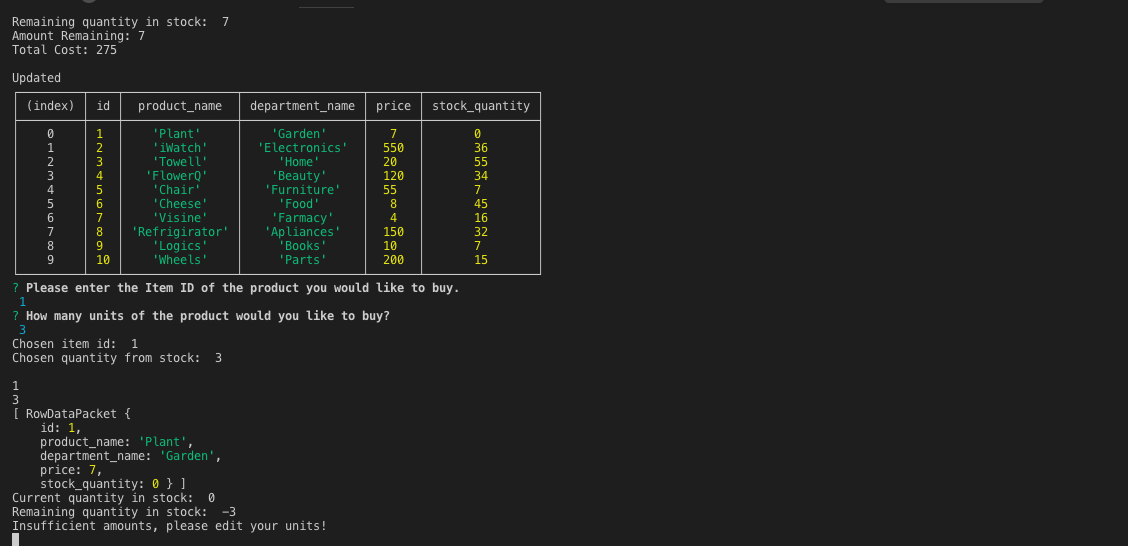 Remaining quantity in stock:  7
Amount Remaining: 7
Total Cost: 275
Updated
(index) id product_name department_name price stock_quantity
0 1 'Plant' 'Garden' 7 0
1 2 'iWatch' 'Electronics' 550 36
2 3 'Towell' 'Home' 20 55
3 4 'FlowerQ' 'Beauty' 120 34
4 5 'Chair' 'Furniture' 55 7
5 6 'Cheese' 'Food' 8 45
6 7 'Visine' 'Farmacy' 4 16
7 8 'Refrigirator' 'Apliances' 150 32
8 9 'Logics' 'Books' 10 7
9 10 'Wheels' 'Parts' 200 15
? Please enter the Item ID of the product you would like to buy.
1
? How many units of the product would you like to buy?
3
Chosen item id:  1
Chosen quantity from stock:  3
1
3
[ RowDataPacket {
id: 1,
product_name: 'Plant',
department_name: 'Garden',
price: 7,
stock_quantity: 0 } ]
Current quantity in stock:  0
Remaining quantity in stock:  -3
Insufficient amounts, please edit your units!